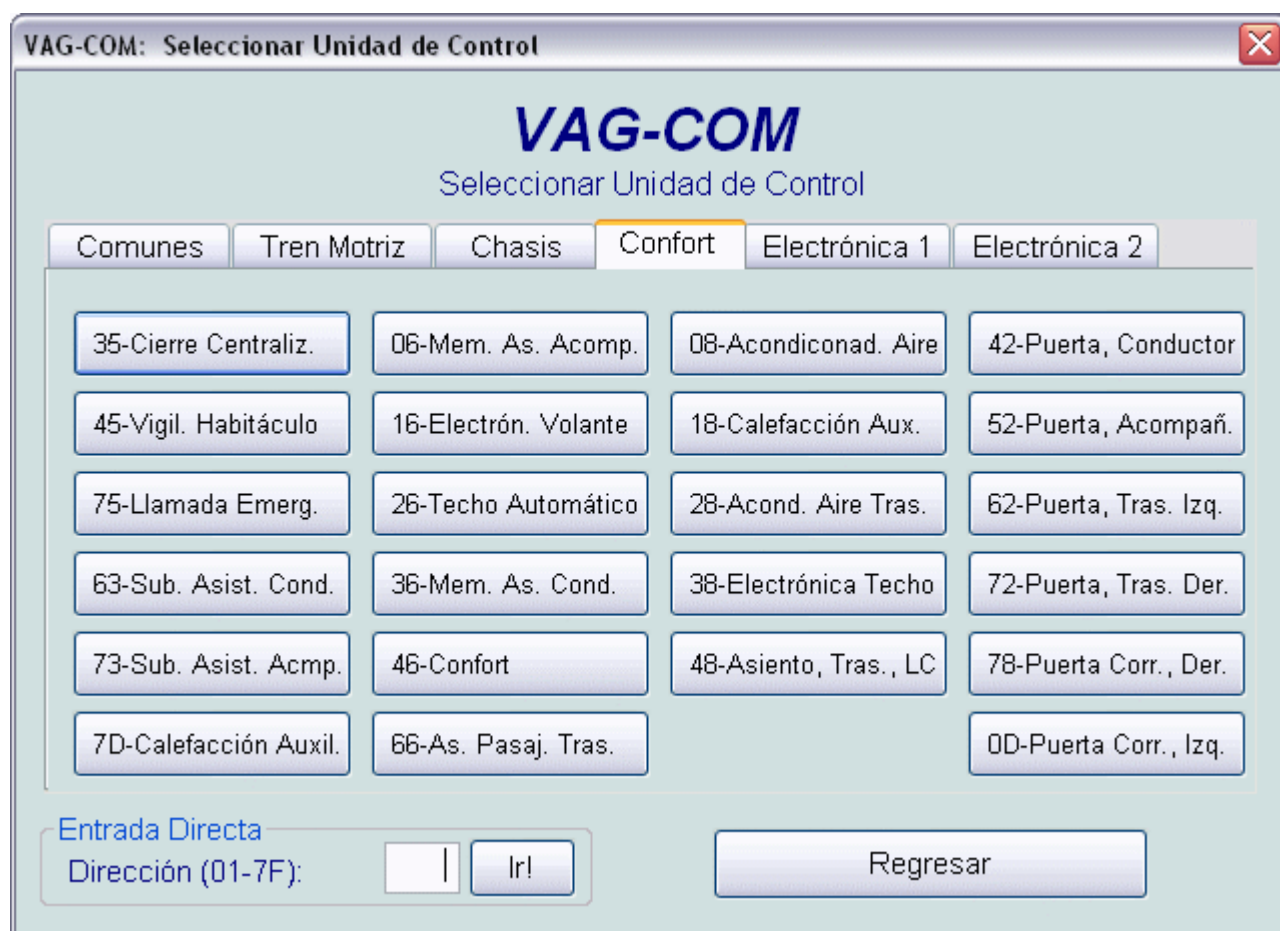 VAG-COM: Seleccionar Unidad de Control
VAG-COM
Seleccionar Unidad de Control
Comunes Tren Motriz Chasis Confort Electrónica 1 Electrónica 2
35-Cierre Centraliz. 06-Mem. As. Acomp. 08-Acondiconad. Aire 42-Puerta, Conductor
45-Vigil. Habitáculo 16-Electrón. Volante 18-Calefacción Aux. 52-Puerta, Acompañ.
75-Llamada Emerg. 26-Techo Automático 28-Acond. Aire Tras. 62-Puerta, Tras. Izq.
63-Sub. Asist. Cond. 36-Mem. As. Cond. 38-Electrónica Techo 72-Puerta, Tras. Der.
73-Sub. Asist. Acmp. 46-Confort 48-Asiento, Tras., LC 78-Puerta Corr., Der.
7D-Calefacción Auxil. 66-As. Pasaj. Tras. 0D-Puerta Corr., Izq.
Entrada Directa
Dirección (01-7F): Ir! Regresar